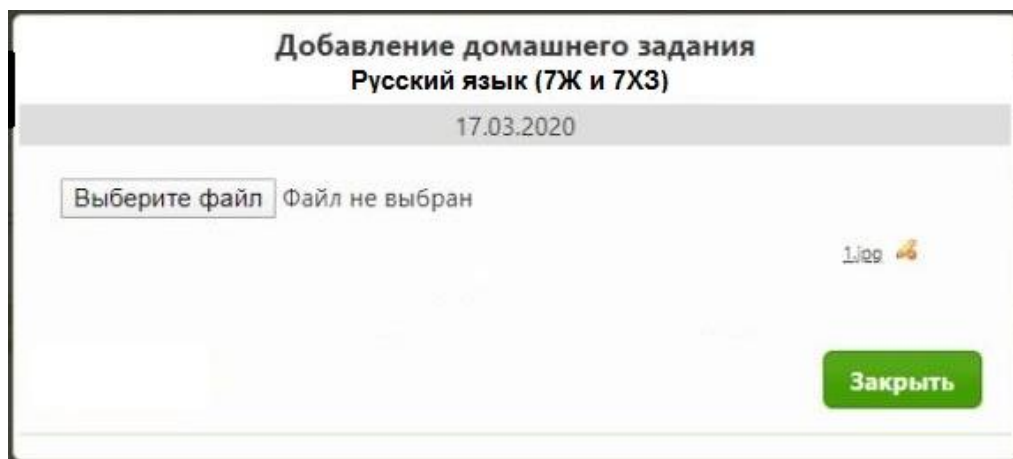 Добавление домашнего задания
Русский язык (7Ж и 7ХЗ)
17.03.2020
Выберите файл Файл не выбран
1.jpg
Закрыть